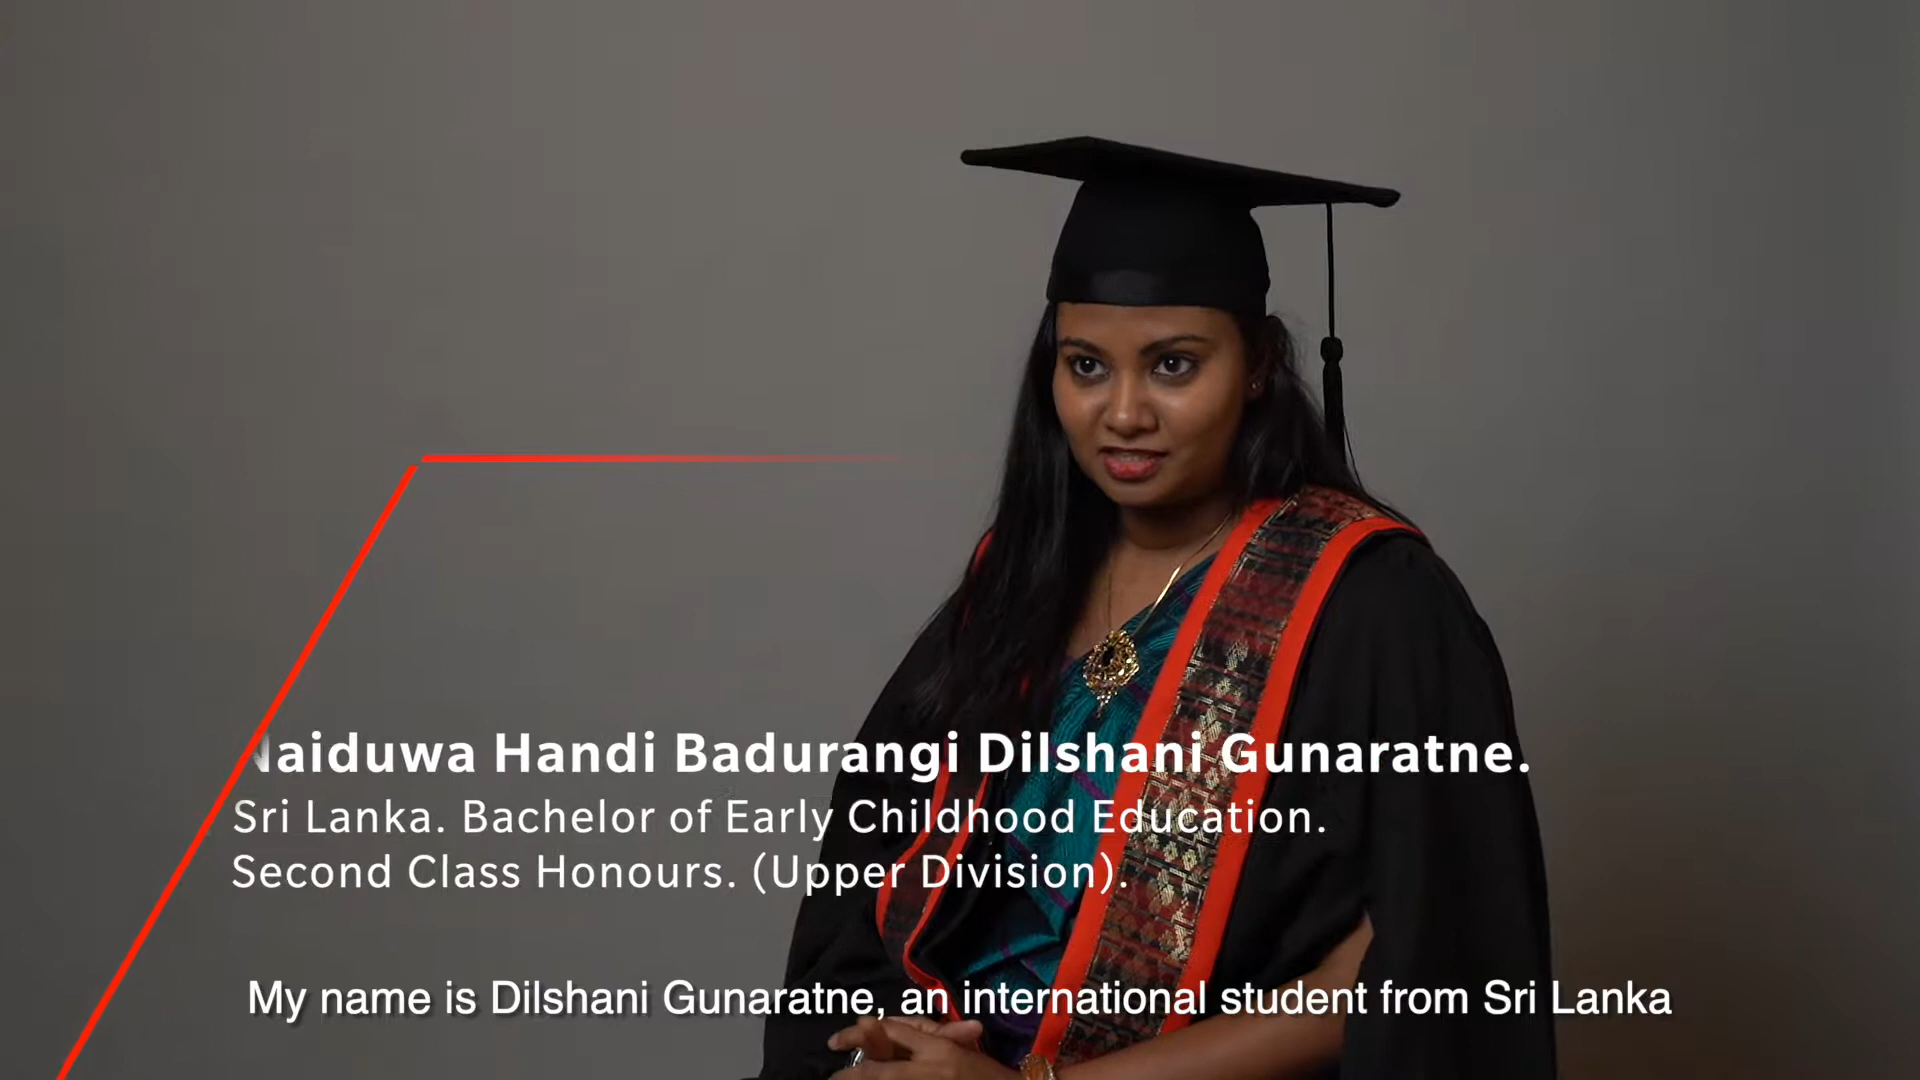 Naiduwa Handi Badurangi Dilshani Gunaratne.
Sri Lanka. Bachelor of Early Childhood Education.
Second Class Honours. (Upper Division).
My name is Dilshani Gunaratne, an international student from Sri Lanka